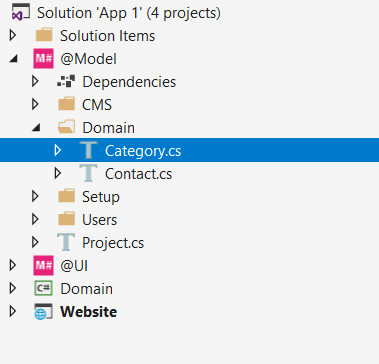 Solution 'App 1' (4 projects)
Solution Items
M# @Model
Dependencies
CMS
Domain
Category.cs
Contact.cs
Setup
Users
Project.cs
M# @UI
C# Domain
Website